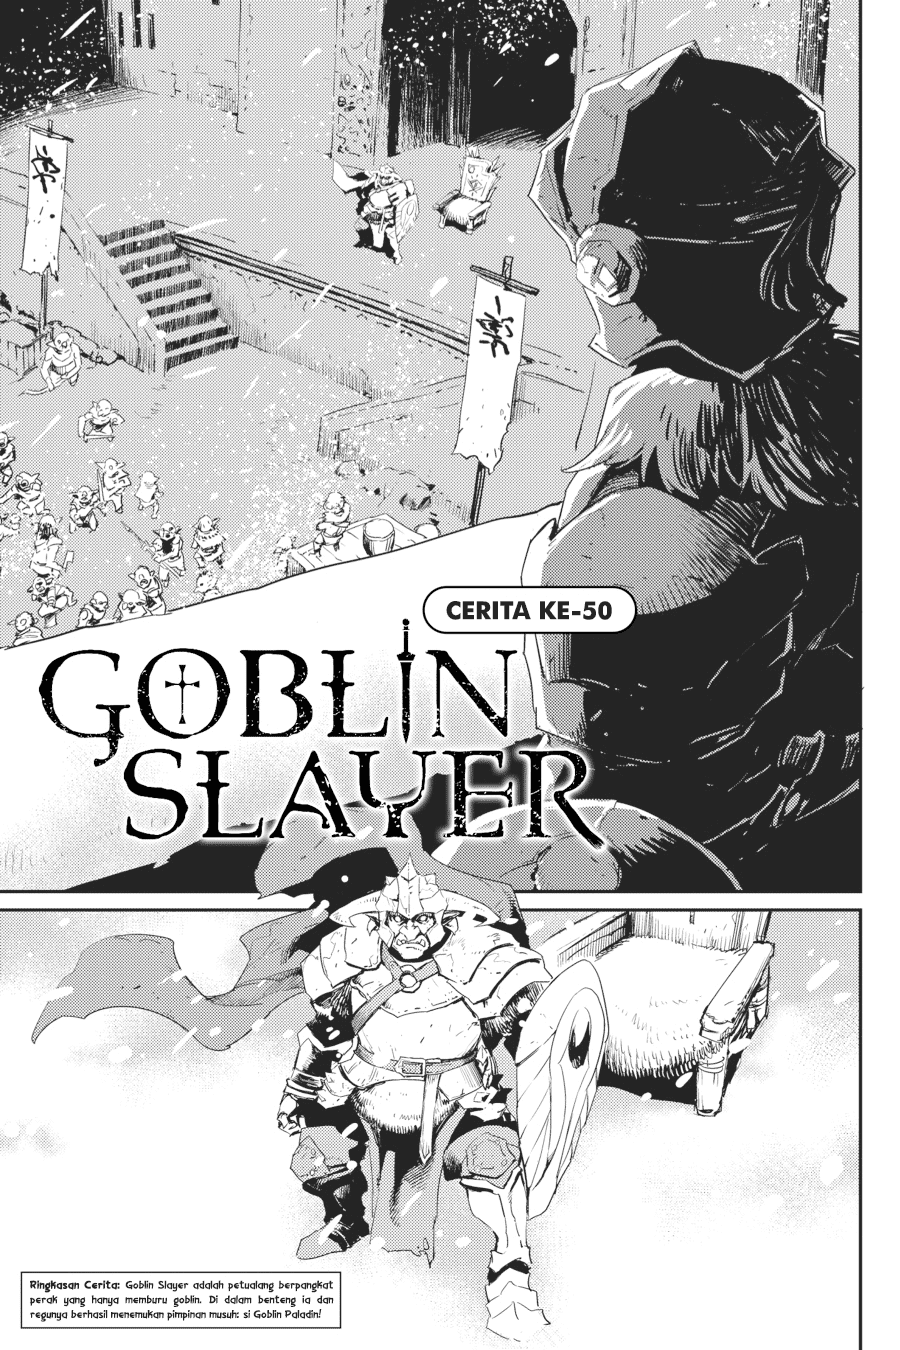 CERITA KE-50
GOBLIN
SLAYER
Ringkasan Cerita: Goblin Slayer adalah petualang berpangkat
perak yang hanya memburu goblin. Di dalam benteng ia dan
regunya berhasil menemukan pimpinan musuh: si Goblin Paladin!